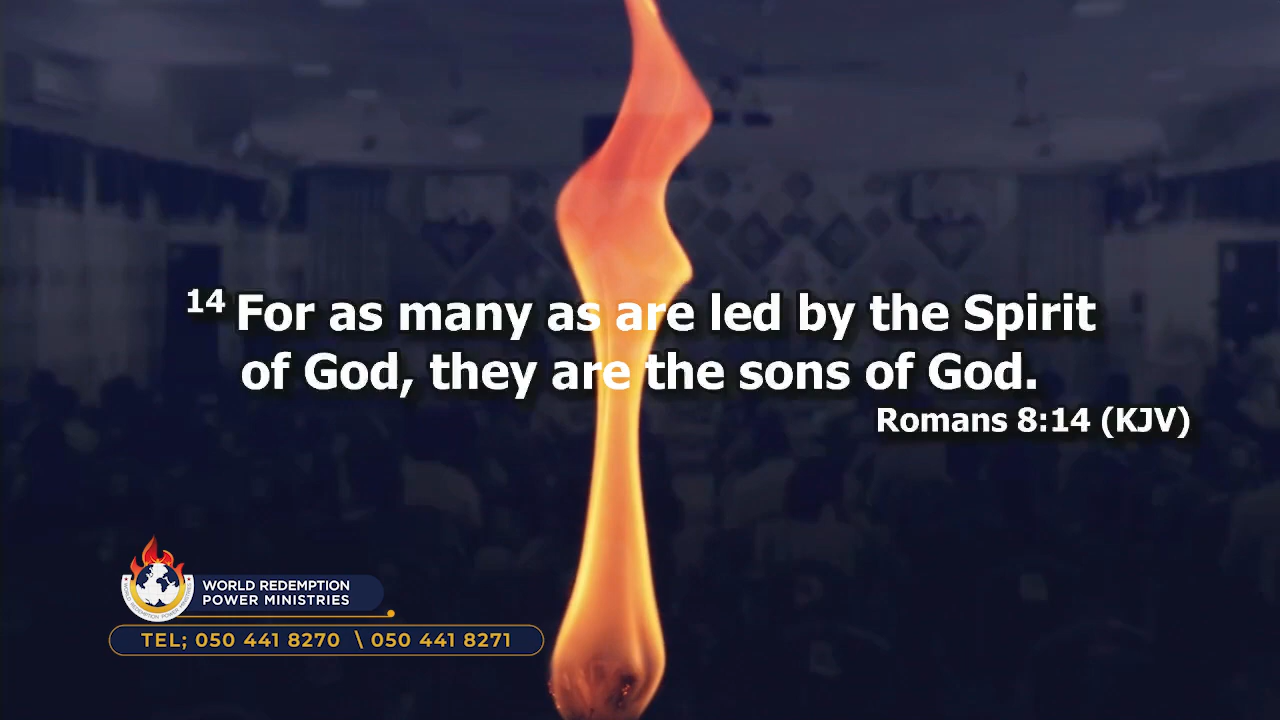 14 For as many as are led by the Spirit
of God, they are the sons of God.
Romans 8:14 (KJV)
WORLD REDEMPTION
POWER MINISTRIES
TEL; 050 441 8270 \ 050 441 8271